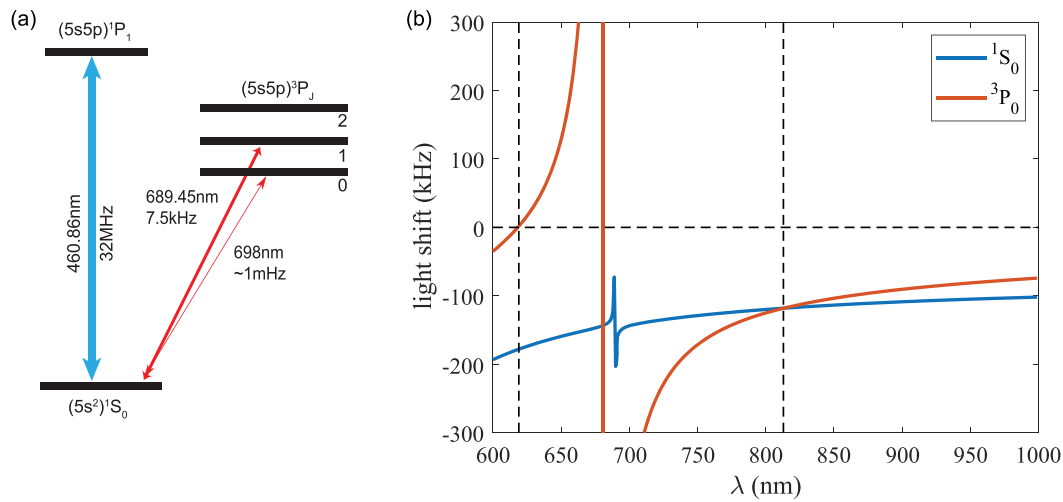 (a)
(5s5p)¹P₁
(5s5p)³P_J
2
1
0
460.86nm
32MHz
689.45nm
7.5kHz
698nm
~1mHz
(5s²)¹S₀
(b)
light shift (kHz)
300
200
100
0
-100
-200
-300
600
650
700
750
800
850
900
950
1000
λ (nm)
¹S₀
³P₀